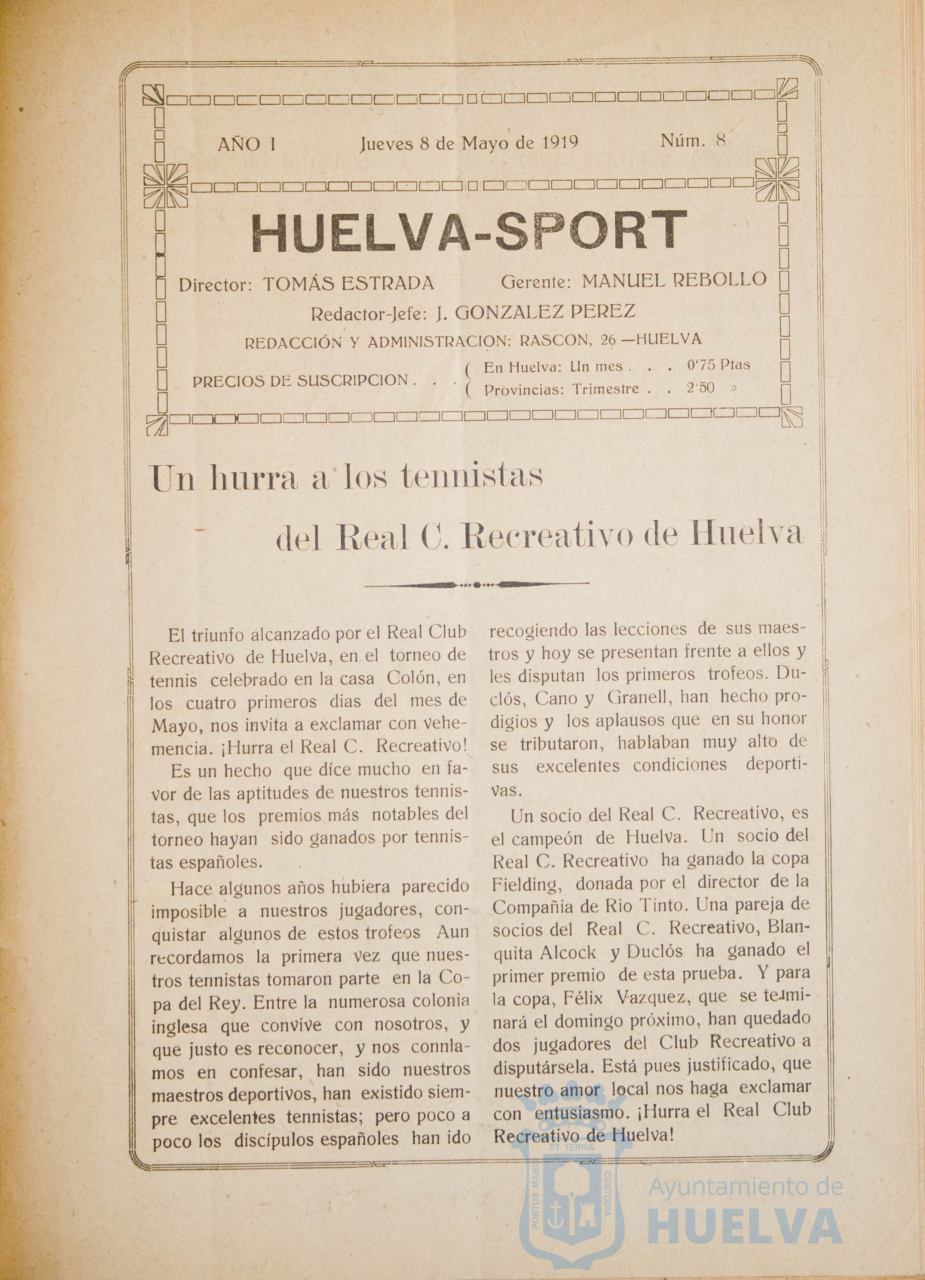 AÑO I Jueves 8 de Mayo de 1919 Núm. 8
HUELVA-SPORT
Director: TOMÁS ESTRADA Gerente: MANUEL REBOLLO
Redactor-Jefe: J. GONZALEZ PEREZ
REDACCIÓN Y ADMINISTRACION: RASCON, 26 —HUELVA
PRECIOS DE SUSCRIPCION . . .
( En Huelva: Un mes . . . 0'75 Ptas
( Provincias: Trimestre . . 2'50 »
Un hurra a los tennistas
del Real C. Recreativo de Huelva
El triunfo alcanzado por el Real Club
Recreativo de Huelva, en el torneo de
tennis celebrado en la casa Colón, en
los cuatro primeros dias del mes de
Mayo, nos invita a exclamar con vehe-
mencia. ¡Hurra el Real C. Recreativo!
Es un hecho que díce mucho en fa-
vor de las aptitudes de nuestros tennis-
tas, que los premios más notables del
torneo hayan sido ganados por tennis-
tas españoles.
Hace algunos años hubiera parecido
imposible a nuestros jugadores, con-
quistar algunos de estos trofeos Aun
recordamos la primera vez que nues-
tros tennistas tomaron parte en la Co-
pa del Rey. Entre la numerosa colonia
inglesa que convive con nosotros, y
que justo es reconocer, y nos connla-
mos en confesar, han sido nuestros
maestros deportivos, han existido siem-
pre excelentes tennistas; pero poco a
poco los discípulos españoles han ido
recogiendo las lecciones de sus maes-
tros y hoy se presentan frente a ellos y
les disputan los primeros trofeos. Du-
clós, Cano y Granell, han hecho pro-
digios y los aplausos que en su honor
se tributaron, hablaban muy alto de
sus excelentes condiciones deporti-
vas.
Un socio del Real C. Recreativo, es
el campeón de Huelva. Un socio del
Real C. Recreativo ha ganado la copa
Fielding, donada por el director de la
Compañia de Rio Tinto. Una pareja de
socios del Real C. Recreativo, Blan-
quita Alcock y Duclós ha ganado el
primer premio de esta prueba. Y para
la copa, Félix Vazquez, que se termi-
nará el domingo próximo, han quedado
dos jugadores del Club Recreativo a
disputársela. Está pues justificado, que
nuestro amor local nos haga exclamar
con entusiasmo. ¡Hurra el Real Club
Recreativo de Huelva!
PORTUS MARIS
ET TERRA
CUSTODIA
Ayuntamiento de
HUELVA